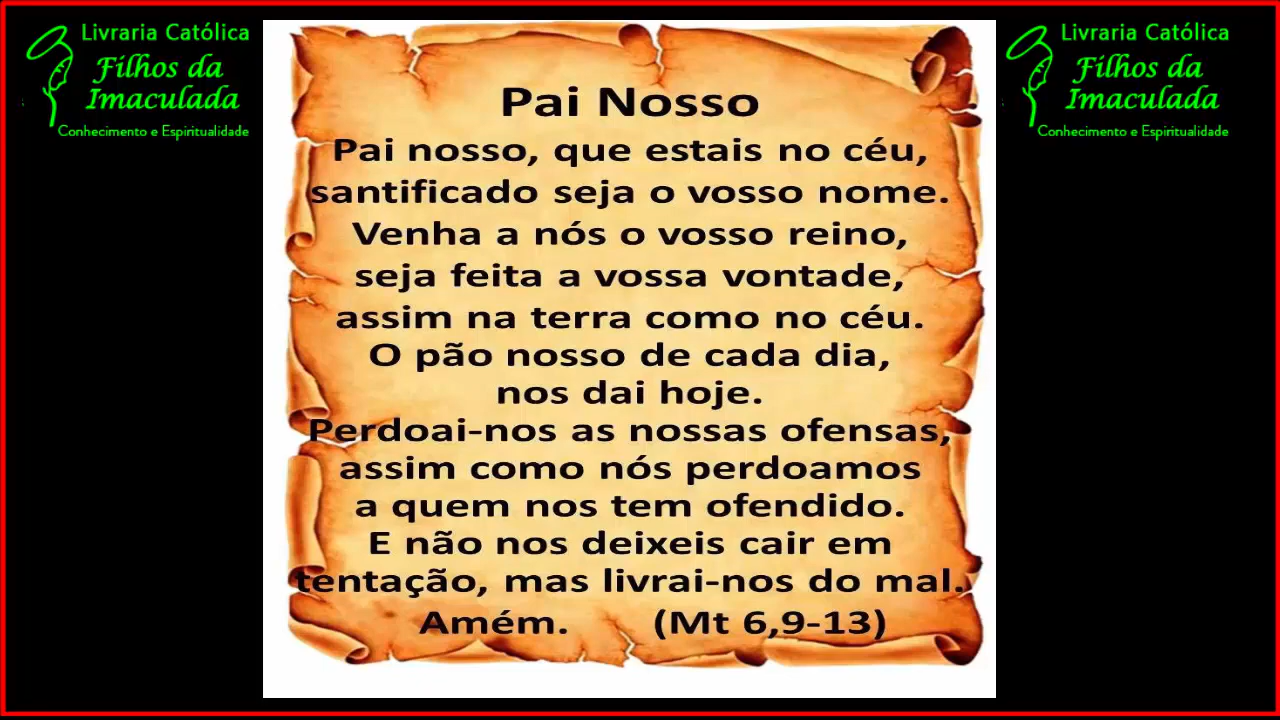 Livraria Católica
Filhos da
Imaculada
Conhecimento e Espiritualidade
Pai Nosso
Pai nosso, que estais no céu,
santificado seja o vosso nome.
Venha a nós o vosso reino,
seja feita a vossa vontade,
assim na terra como no céu.
O pão nosso de cada dia,
nos dai hoje.
Perdoai-nos as nossas ofensas,
assim como nós perdoamos
a quem nos tem ofendido.
E não nos deixeis cair em
tentação, mas livrai-nos do mal.
Amém. (Mt 6,9-13)
Livraria Católica
Filhos da
Imaculada
Conhecimento e Espiritualidade